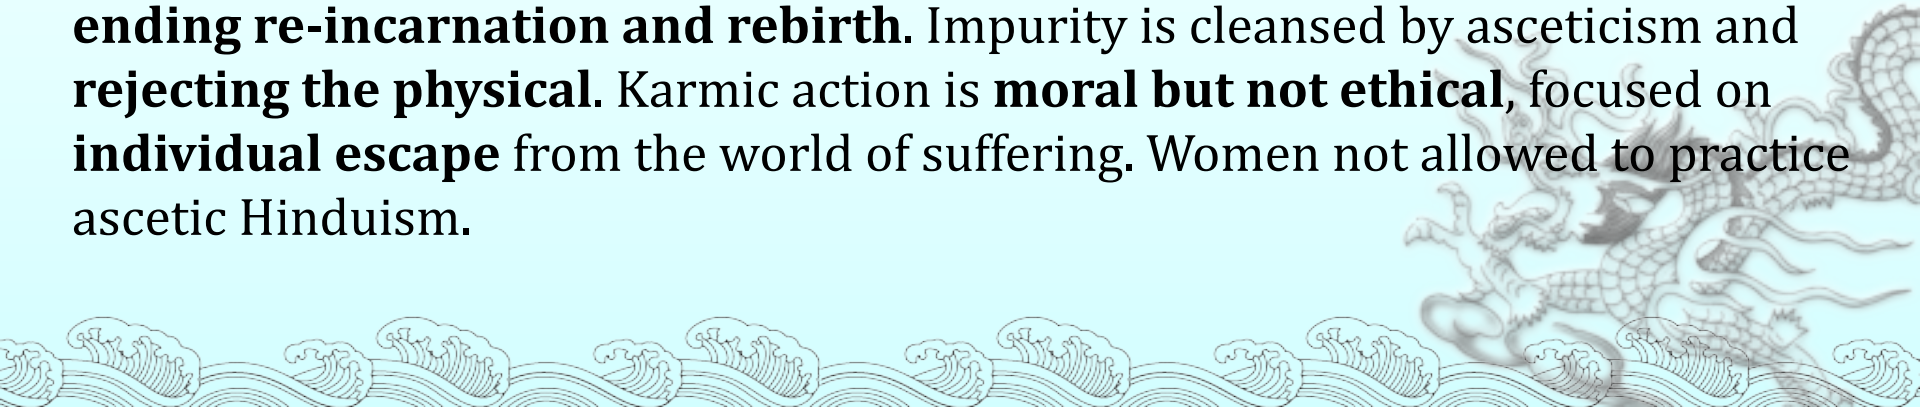 ending re-incarnation and rebirth. Impurity is cleansed by asceticism and
rejecting the physical. Karmic action is moral but not ethical, focused on
individual escape from the world of suffering. Women not allowed to practice
ascetic Hinduism.